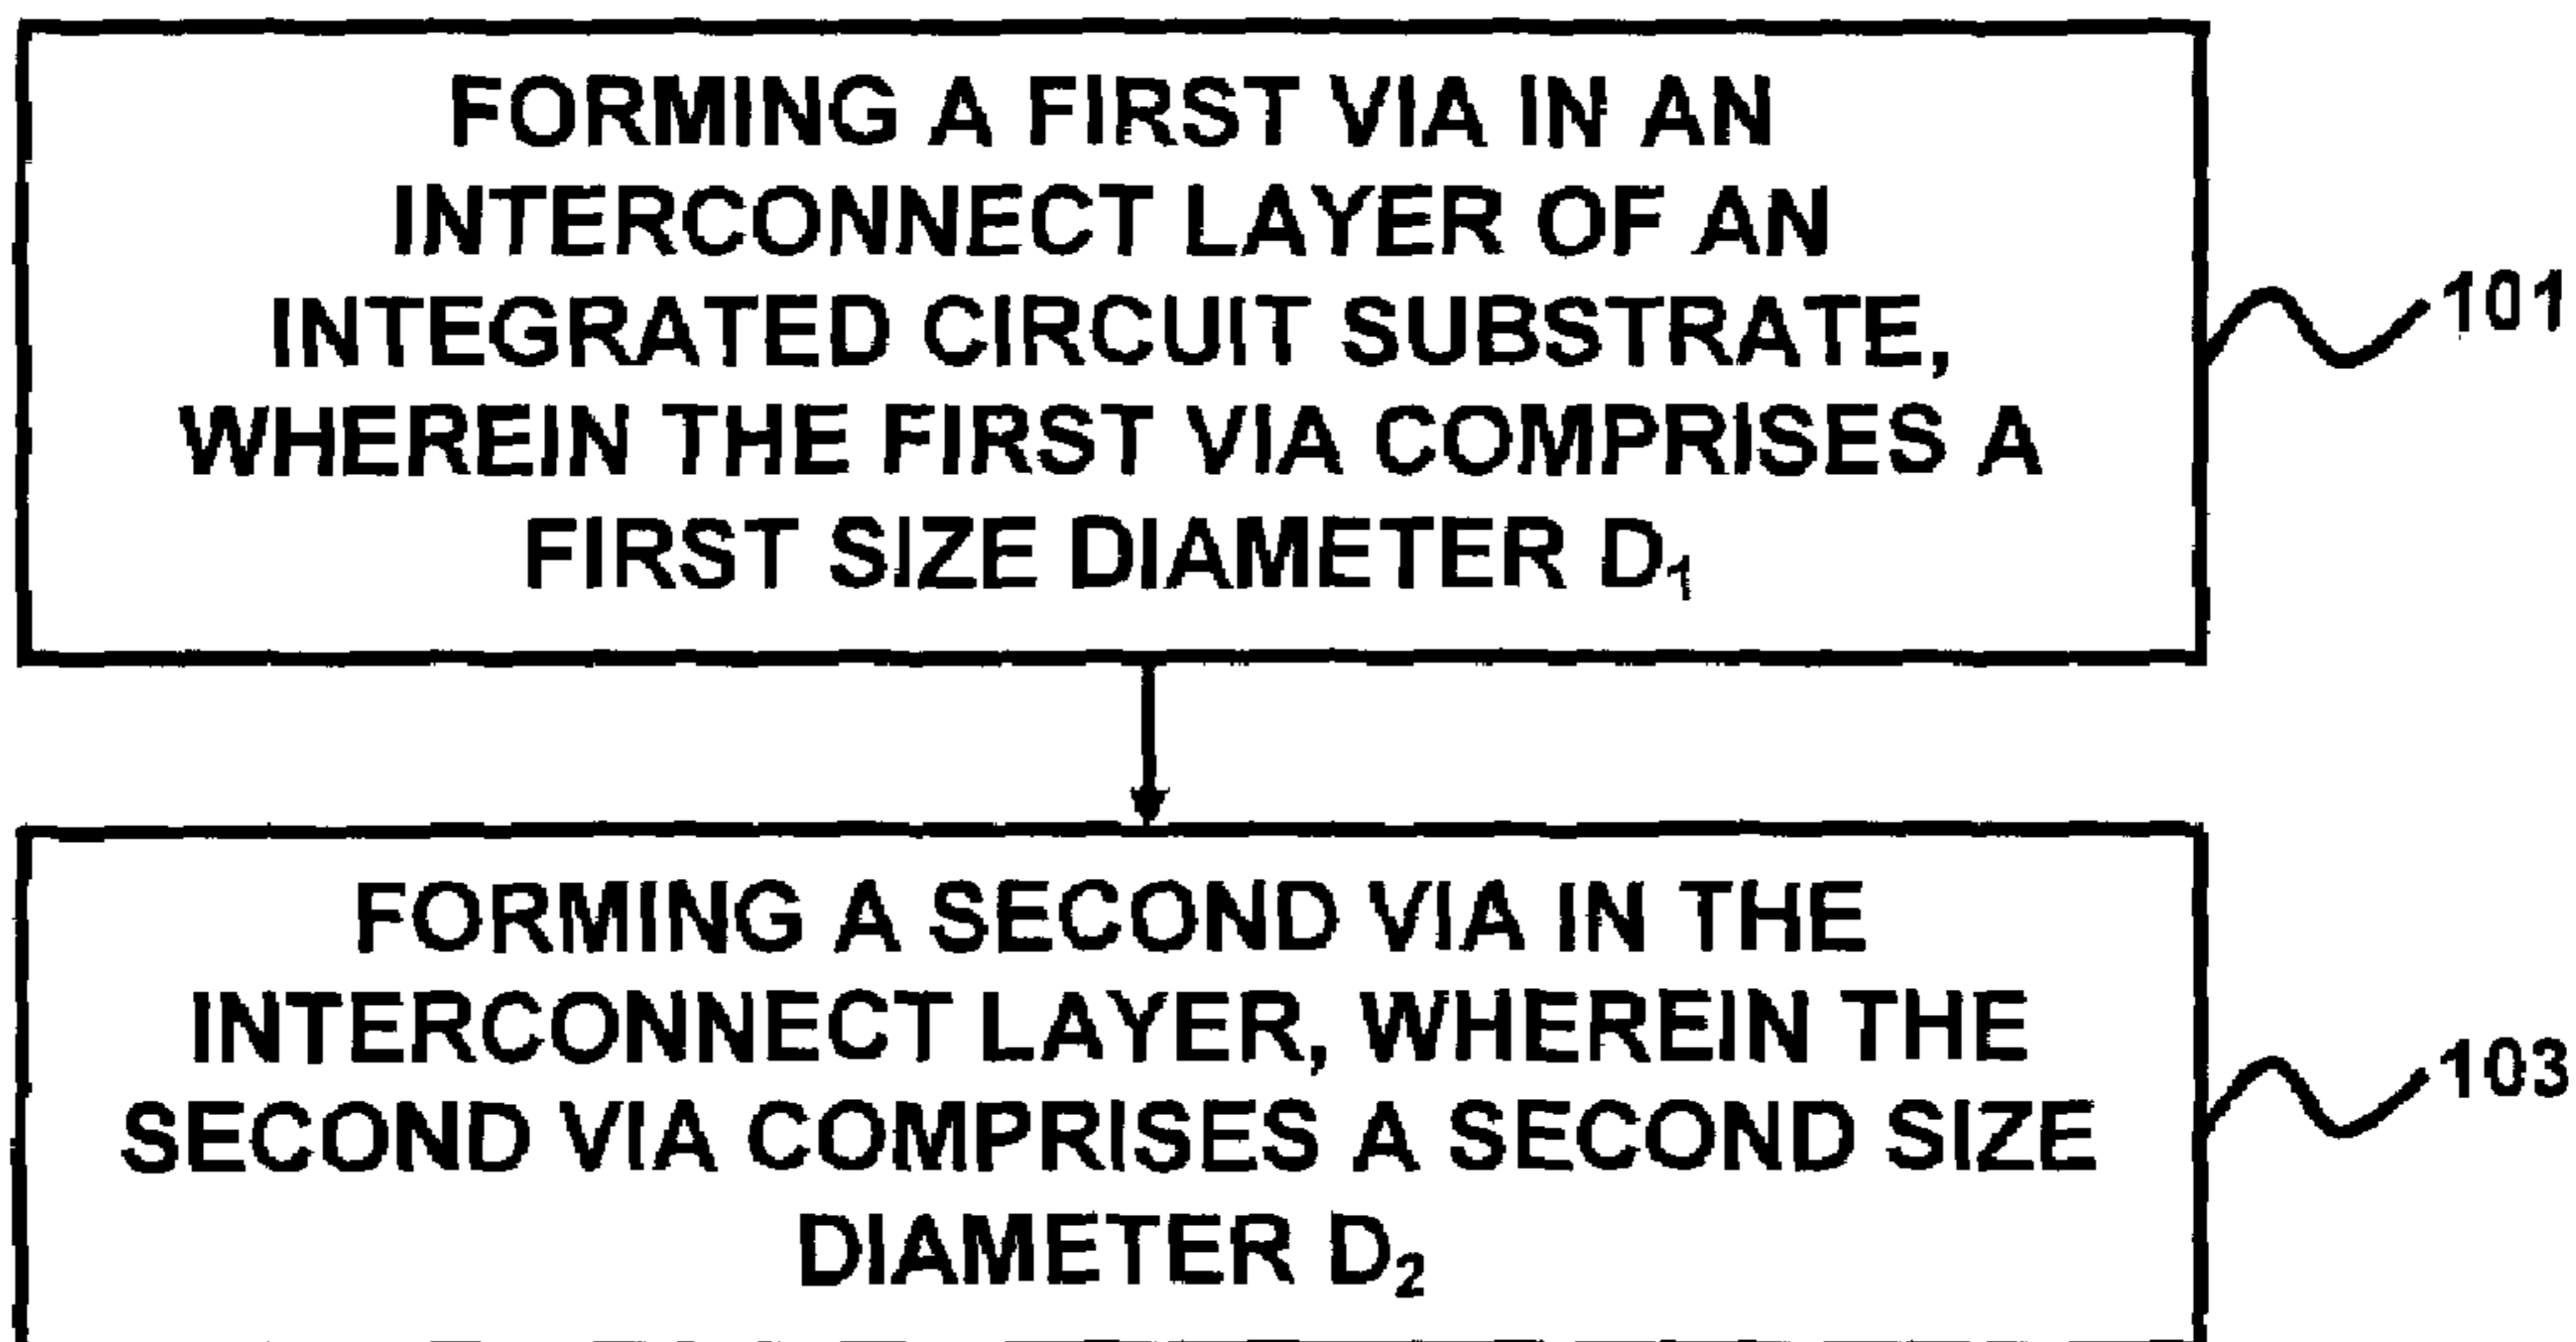 FORMING A FIRST VIA IN AN
INTERCONNECT LAYER OF AN
INTEGRATED CIRCUIT SUBSTRATE,
WHEREIN THE FIRST VIA COMPRISES A
FIRST SIZE DIAMETER D₁
101
FORMING A SECOND VIA IN THE
INTERCONNECT LAYER, WHEREIN THE
SECOND VIA COMPRISES A SECOND SIZE
DIAMETER D₂
103